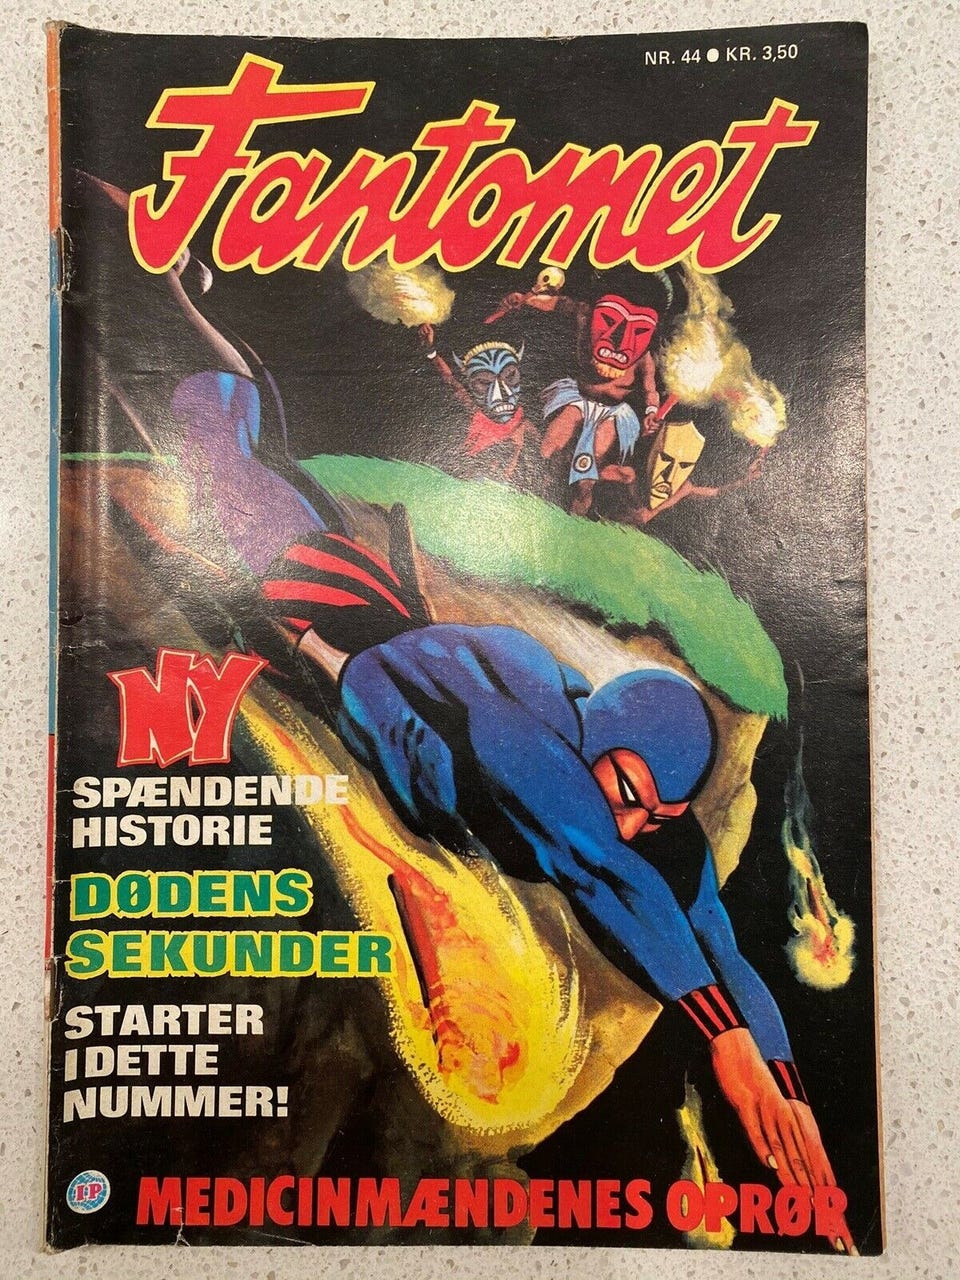 NR. 44 ● KR. 3,50
Fantomet
NY
SPÆNDENDE
HISTORIE
DØDENS
SEKUNDER
STARTER
I DETTE
NUMMER!
I·P
MEDICINMÆNDENES OPRØR